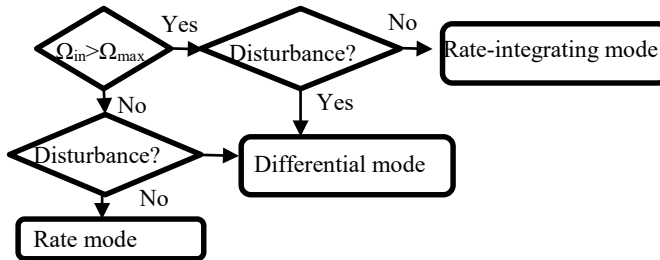 Yes
No
Ωin>Ωmax
Disturbance?
Rate-integrating mode
No
Yes
Disturbance?
Differential mode
No
Rate mode